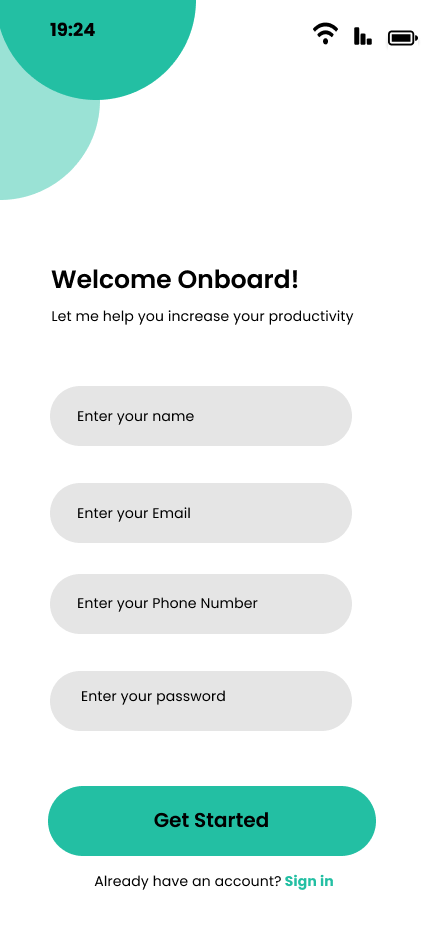 19:24
Welcome Onboard!
Let me help you increase your productivity
Enter your name
Enter your Email
Enter your Phone Number
Enter your password
Get Started
Already have an account? Sign in